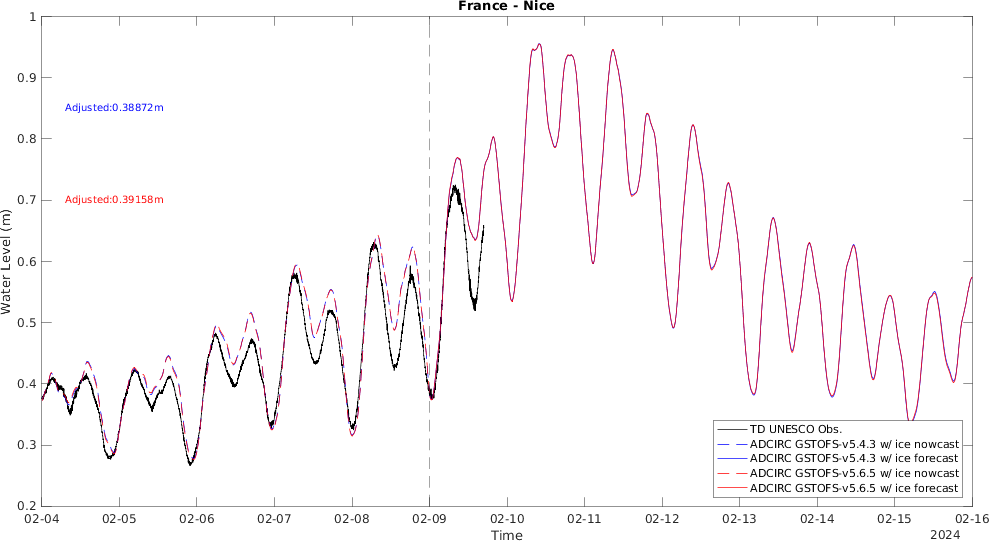 France - Nice
1
0.9
0.8
0.7
0.6
0.5
0.4
0.3
0.2
Water Level (m)
Adjusted:0.38872m
Adjusted:0.39158m
TD UNESCO Obs.
ADCIRC GSTOFS-v5.4.3 w/ ice nowcast
ADCIRC GSTOFS-v5.4.3 w/ ice forecast
ADCIRC GSTOFS-v5.6.5 w/ ice nowcast
ADCIRC GSTOFS-v5.6.5 w/ ice forecast
02-04 02-05 02-06 02-07 02-08 02-09 02-10 02-11 02-12 02-13 02-14 02-15 02-16
Time
2024